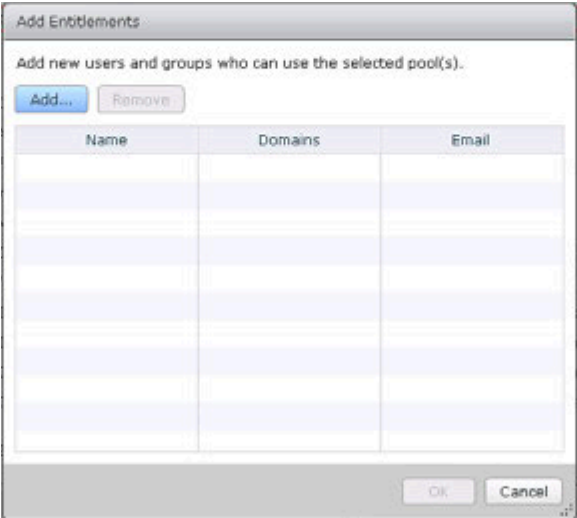 Add Entitlements
Add new users and groups who can use the selected pool(s).
Add... Remove
Name Domains Email
OK Cancel